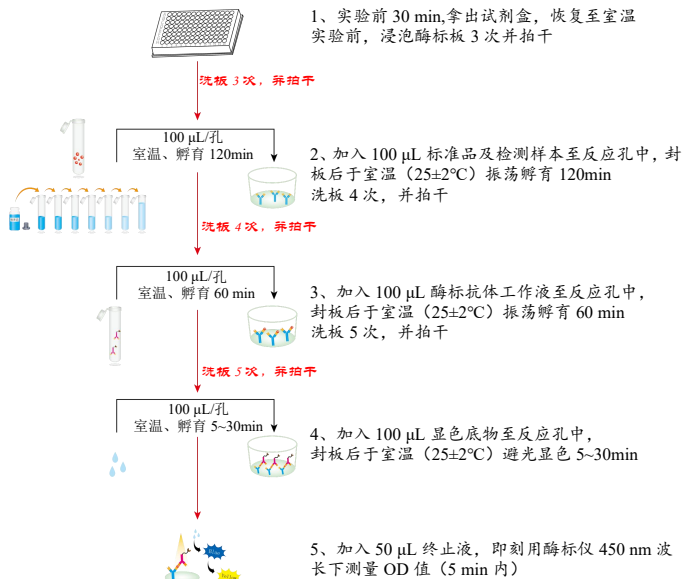 1、实验前 30 min,拿出试剂盒，恢复至室温
实验前，浸泡酶标板 3 次并拍干
洗板 3 次，并拍干
100 μL/孔
室温、孵育 120min
2、加入 100 μL 标准品及检测样本至反应孔中，封
板后于室温（25±2℃）振荡孵育 120min
洗板 4 次，并拍干
洗板 4 次，并拍干
100 μL/孔
室温、孵育 60 min
3、加入 100 μL 酶标抗体工作液至反应孔中，
封板后于室温（25±2℃）振荡孵育 60 min
洗板 5 次，并拍干
洗板 5 次，并拍干
100 μL/孔
室温、孵育 5~30min
4、加入 100 μL 显色底物至反应孔中，
封板后于室温（25±2℃）避光显色 5~30min
5、加入 50 μL 终止液，即刻用酶标仪 450 nm 波
长下测量 OD 值（5 min 内）
Blue
Yellow